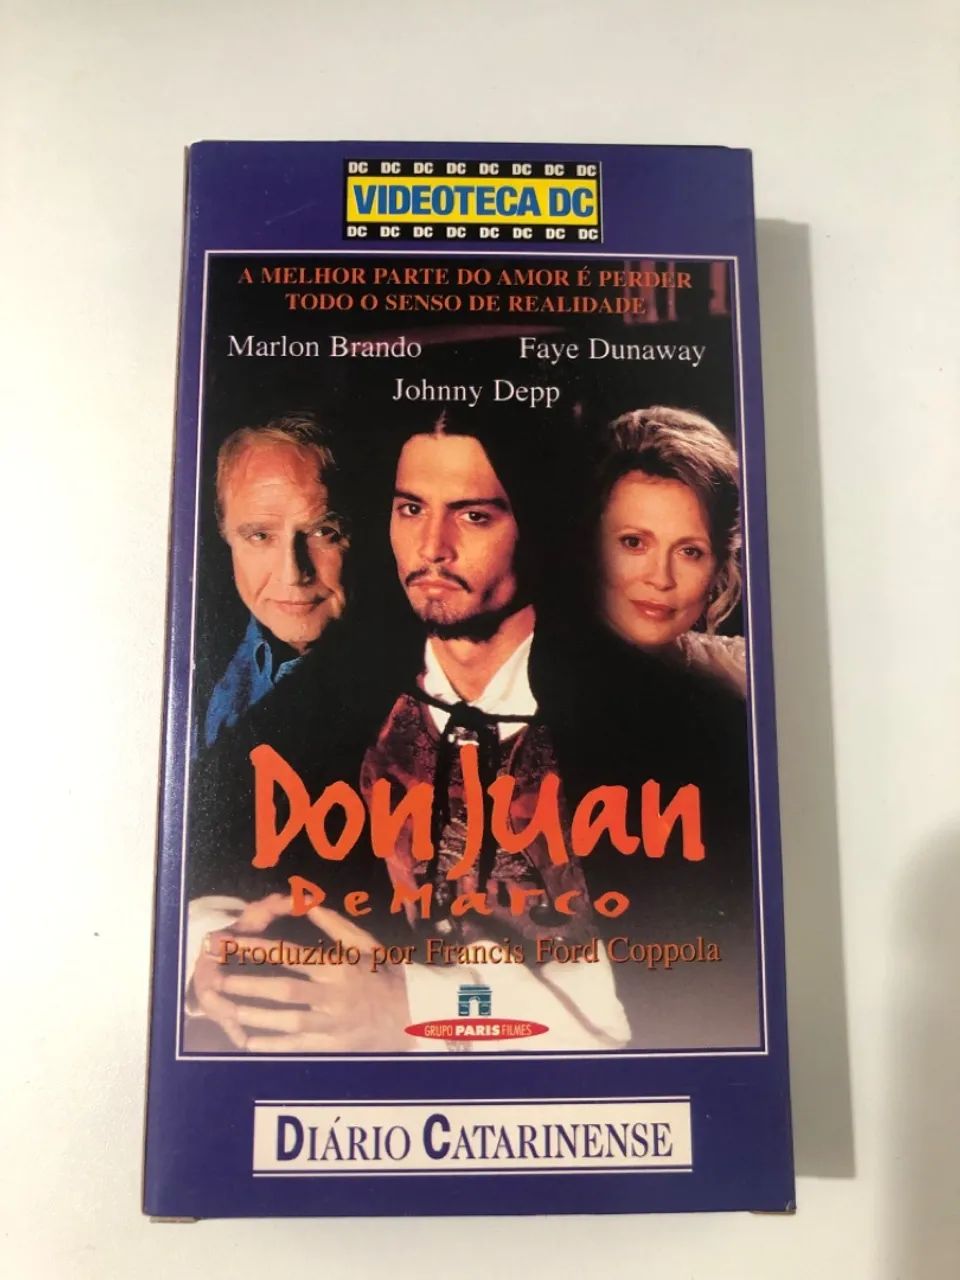 DC DC DC DC DC DC DC DC
VIDEOTECA DC
DC DC DC DC DC DC DC DC
A MELHOR PARTE DO AMOR É PERDER
TODO O SENSO DE REALIDADE
Marlon Brando Faye Dunaway
Johnny Depp
Don Juan
DeMarco
Produzido por Francis Ford Coppola
GRUPO PARIS FILMES
DIÁRIO CATARINENSE